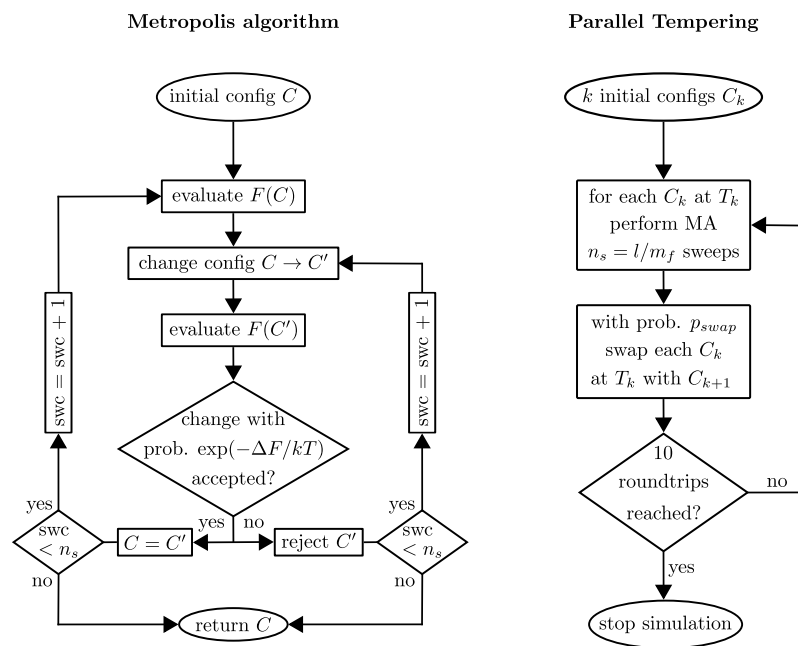 Metropolis algorithm
initial config C
evaluate F(C)
change config C → C′
evaluate F(C′)
change with
prob. exp(−ΔF/kT)
accepted?
yes
no
C = C′
reject C′
swc
< n_s
yes
no
swc = swc + 1
swc
< n_s
yes
no
swc = swc + 1
return C
Parallel Tempering
k initial configs C_k
for each C_k at T_k
perform MA
n_s = l/m_f sweeps
with prob. p_swap
swap each C_k
at T_k with C_{k+1}
10
roundtrips
reached?
no
yes
stop simulation